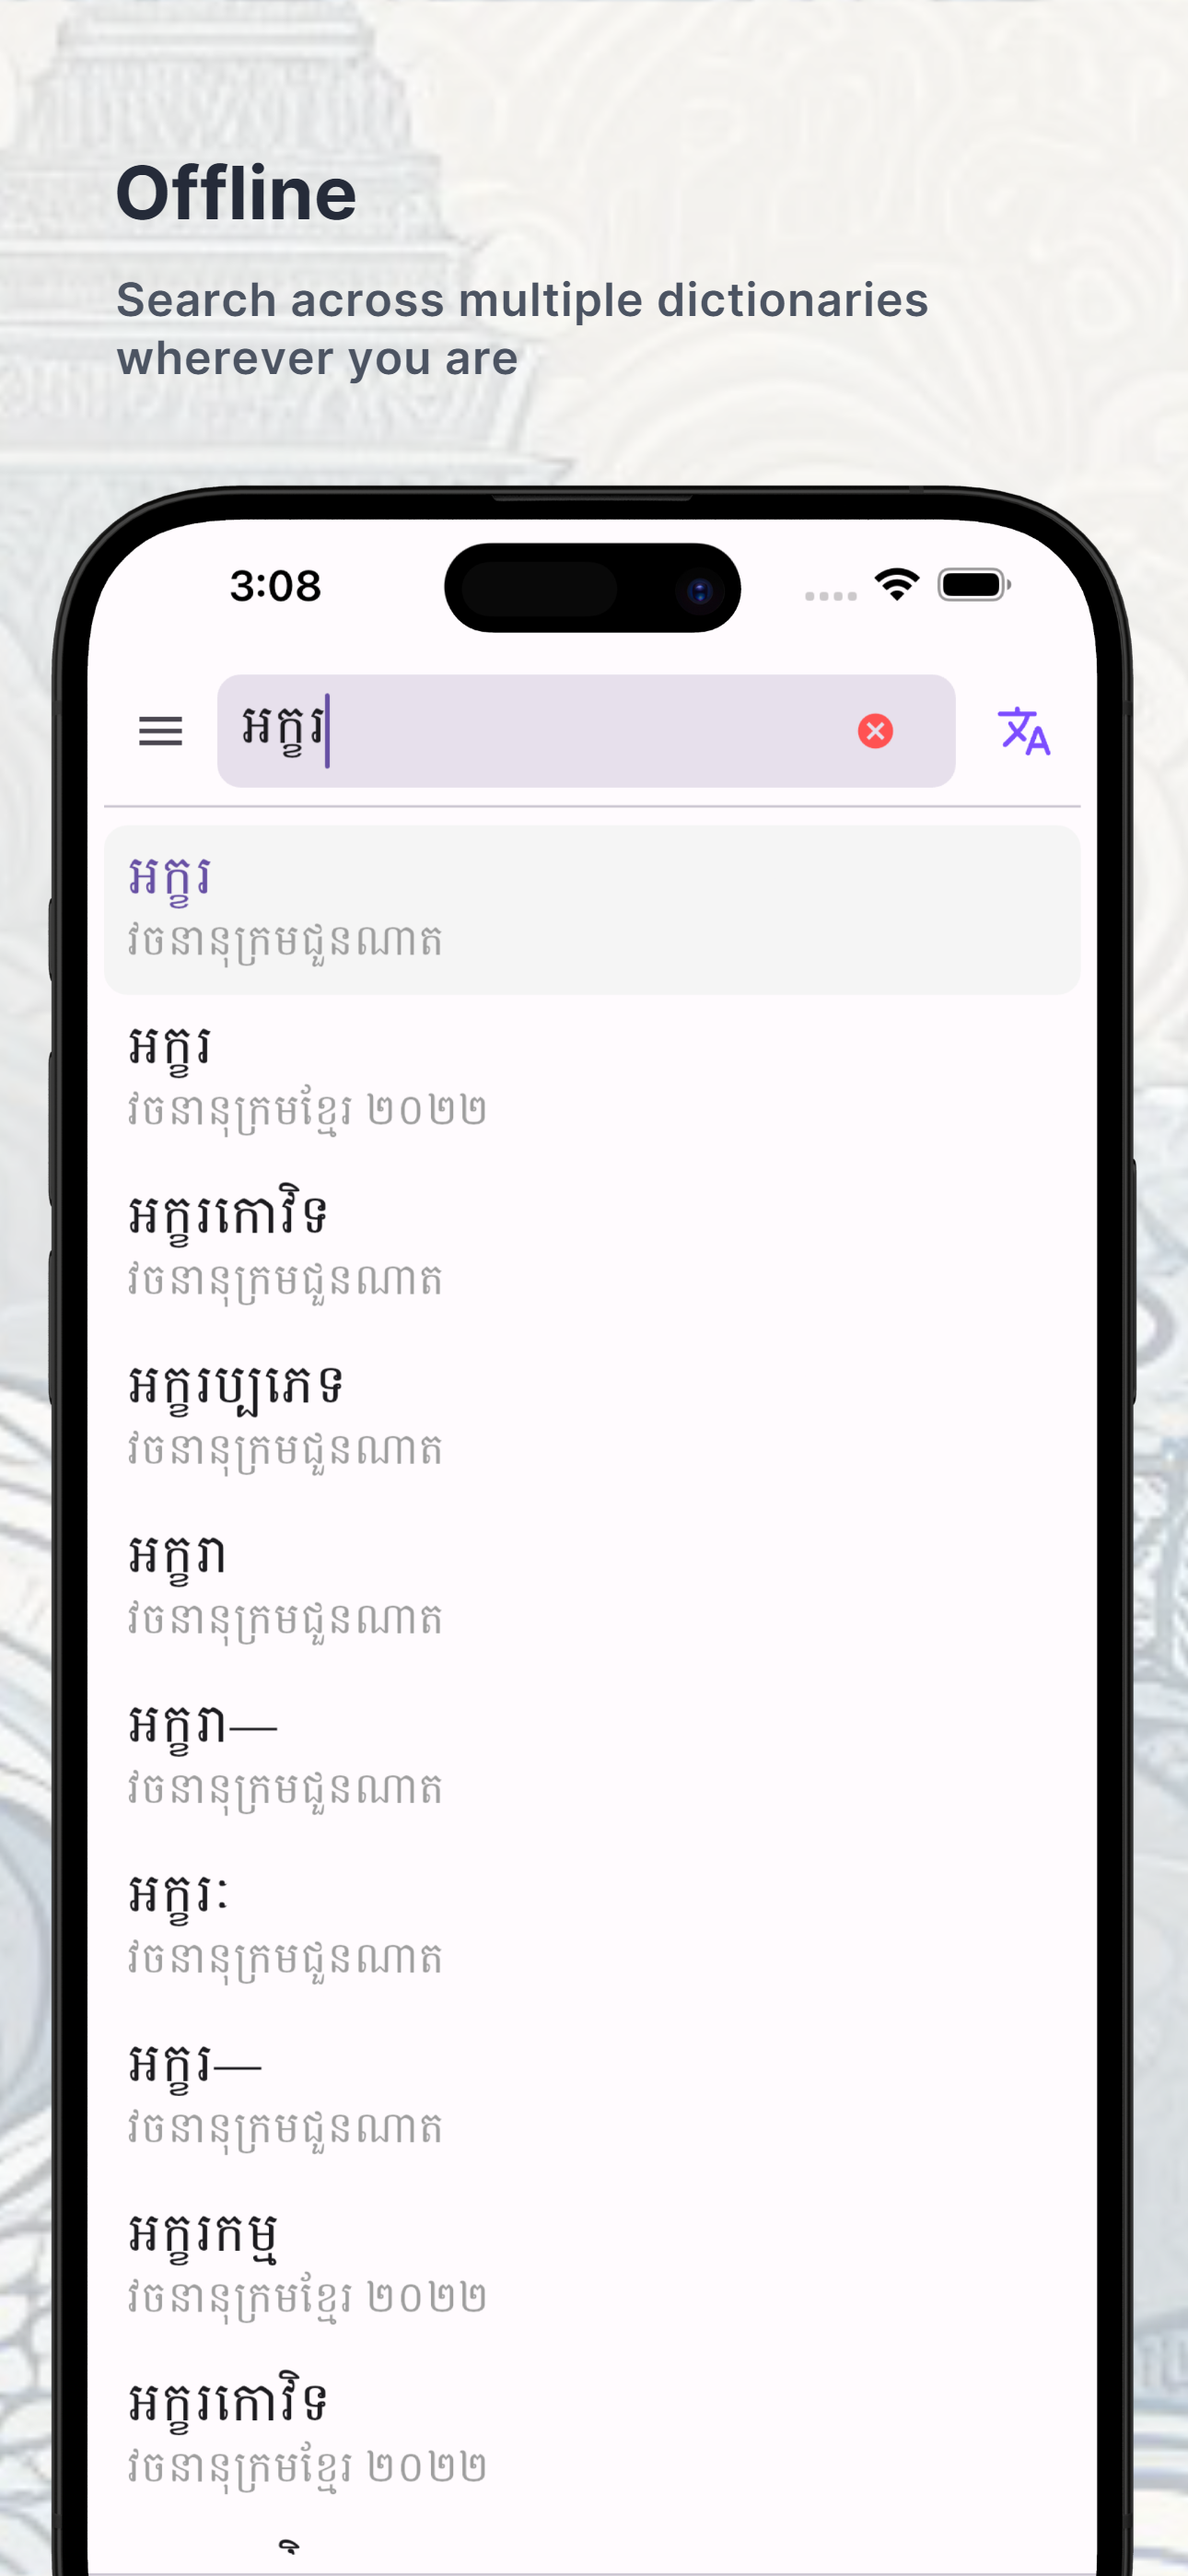 Offline
Search across multiple dictionaries
wherever you are
3:08
អក្ខរ
អក្ខរ
វចនានុក្រមជួនណាត
អក្ខរ
វចនានុក្រមខ្មែរ ២០២២
អក្ខរកោវិទ
វចនានុក្រមជួនណាត
អក្ខរប្បភេទ
វចនានុក្រមជួនណាត
អក្ខរា
វចនានុក្រមជួនណាត
អក្ខរា—
វចនានុក្រមជួនណាត
អក្ខរៈ
វចនានុក្រមជួនណាត
អក្ខរ—
វចនានុក្រមជួនណាត
អក្ខរកម្ម
វចនានុក្រមខ្មែរ ២០២២
អក្ខរកោវិទ
វចនានុក្រមខ្មែរ ២០២២